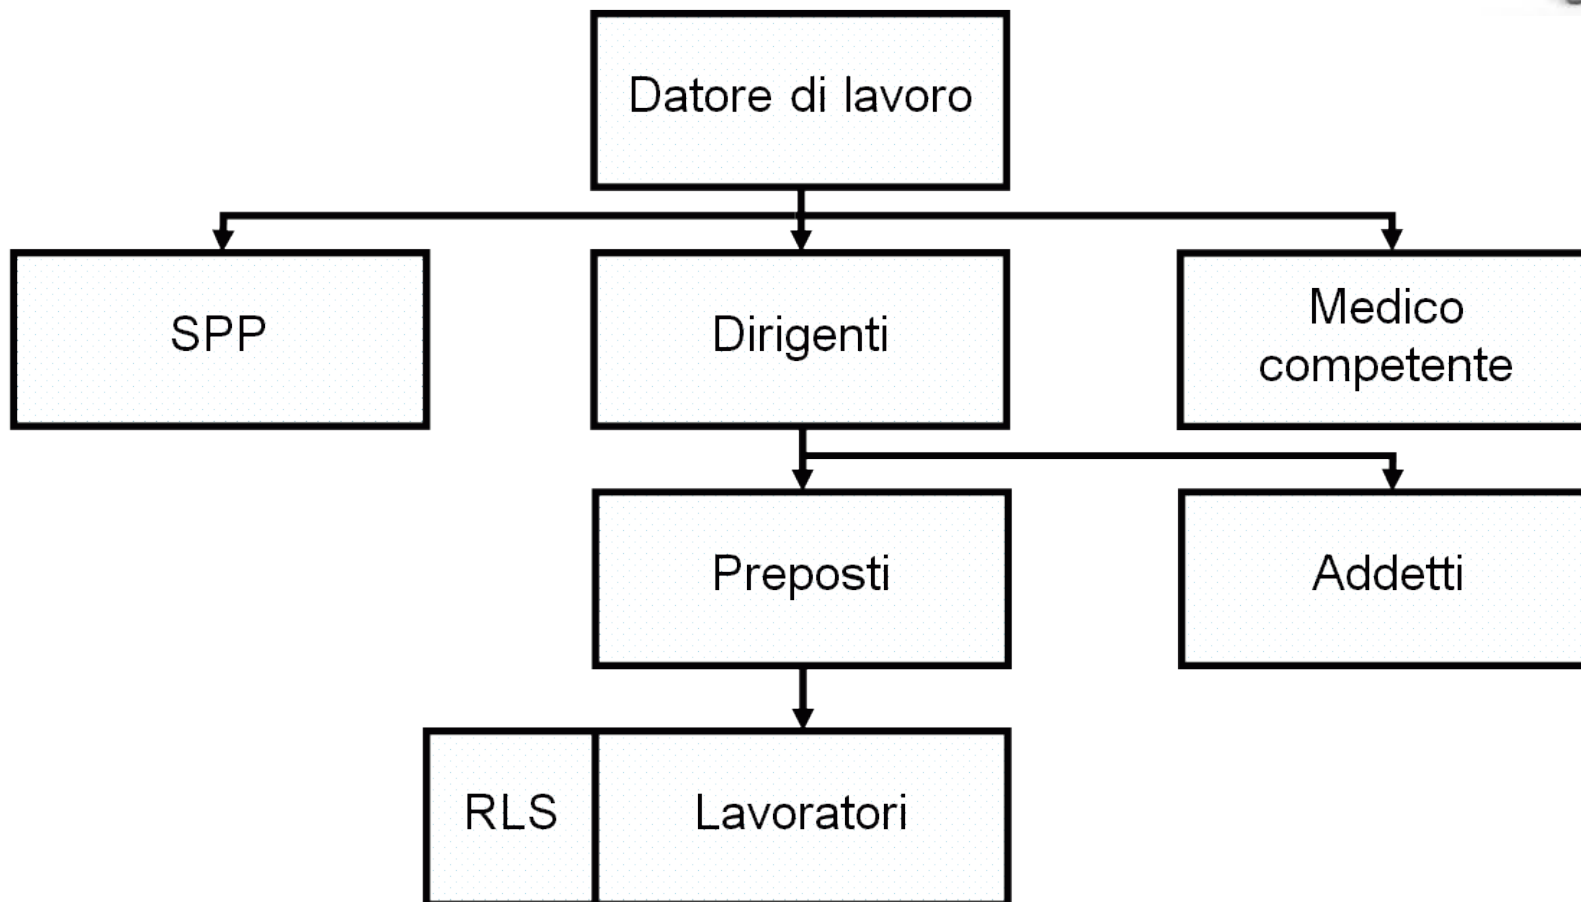 Datore di lavoro
SPP
Dirigenti
Medico
competente
Preposti
Addetti
RLS
Lavoratori